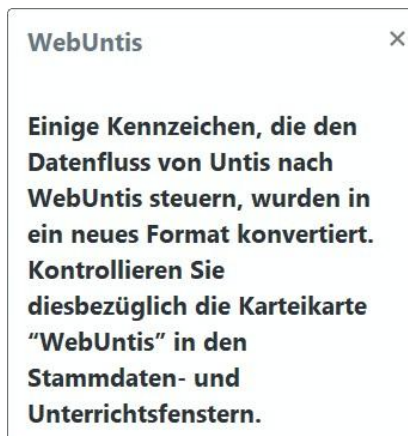 WebUntis
Einige Kennzeichen, die den
Datenfluss von Untis nach
WebUntis steuern, wurden in
ein neues Format konvertiert.
Kontrollieren Sie
diesbezüglich die Karteikarte
“WebUntis” in den
Stammdaten- und
Unterrichtsfenstern.